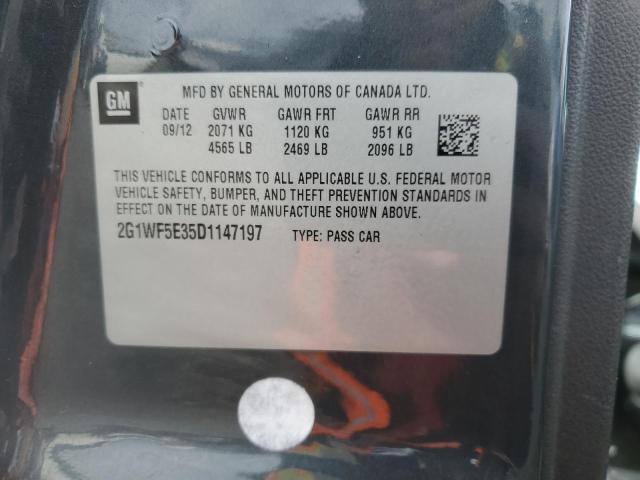 GM
MFD BY GENERAL MOTORS OF CANADA LTD.
DATE GVWR GAWR FRT GAWR RR
09/12 2071 KG 1120 KG 951 KG
4565 LB 2469 LB 2096 LB
THIS VEHICLE CONFORMS TO ALL APPLICABLE U.S. FEDERAL MOTOR
VEHICLE SAFETY, BUMPER, AND THEFT PREVENTION STANDARDS IN
EFFECT ON THE DATE OF MANUFACTURE SHOWN ABOVE.
2G1WF5E35D1147197 TYPE: PASS CAR